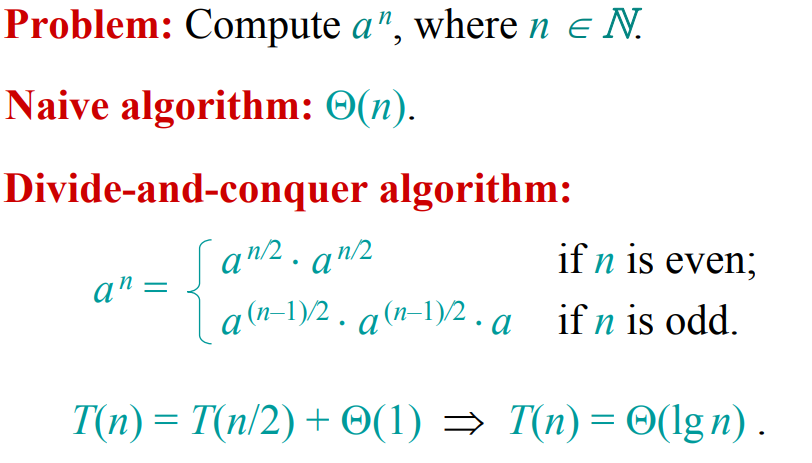 Problem: Compute aⁿ, where n ∈ ℕ.
Naive algorithm: Θ(n).
Divide-and-conquer algorithm:
aⁿ = { a^{n/2} · a^{n/2} if n is even;
a^{(n–1)/2} · a^{(n–1)/2} · a if n is odd.
T(n) = T(n/2) + Θ(1) ⇒ T(n) = Θ(lg n) .